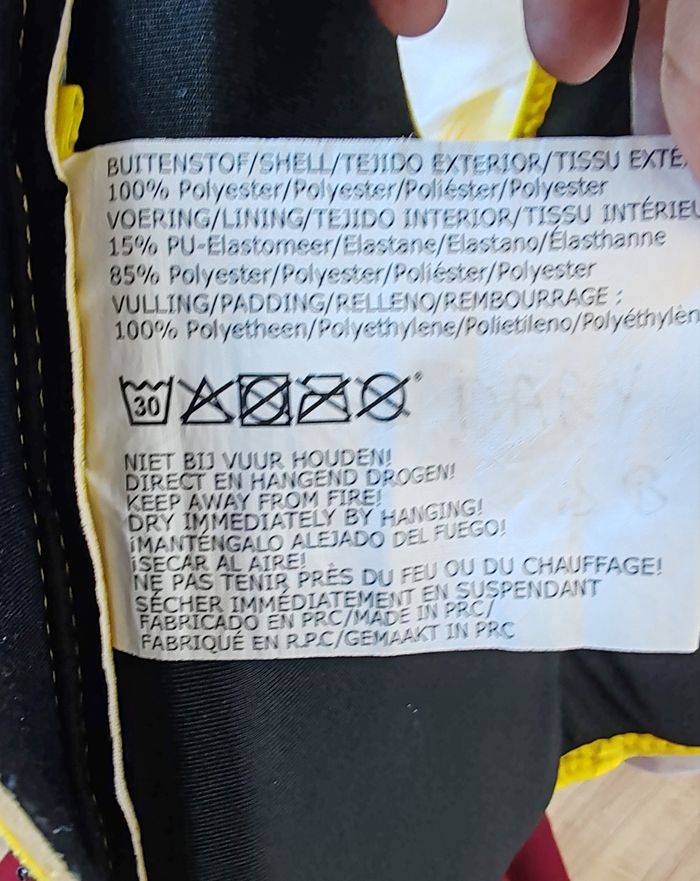 BUITENSTOF/SHELL/TEJIDO EXTERIOR/TISSU EXTÉ
100% Polyester/Polyester/Poliéster/Polyester
VOERING/LINING/TEJIDO INTERIOR/TISSU INTÉRIEU
15% PU-Elastomeer/Elastane/Elastano/Élasthanne
85% Polyester/Polyester/Poliéster/Polyester
VULLING/PADDING/RELLENO/REMBOURRAGE :
100% Polyetheen/Polyethylene/Polietileno/Polyéthylèn
30
NIET BIJ VUUR HOUDEN!
DIRECT EN HANGEND DROGEN!
KEEP AWAY FROM FIRE!
DRY IMMEDIATELY BY HANGING!
¡MANTÉNGALO ALEJADO DEL FUEGO!
¡SECAR AL AIRE!
NE PAS TENIR PRÈS DU FEU OU DU CHAUFFAGE!
SÉCHER IMMÉDIATEMENT EN SUSPENDANT
FABRICADO EN PRC/MADE IN PRC/
FABRIQUÉ EN R.P.C/GEMAAKT IN PRC